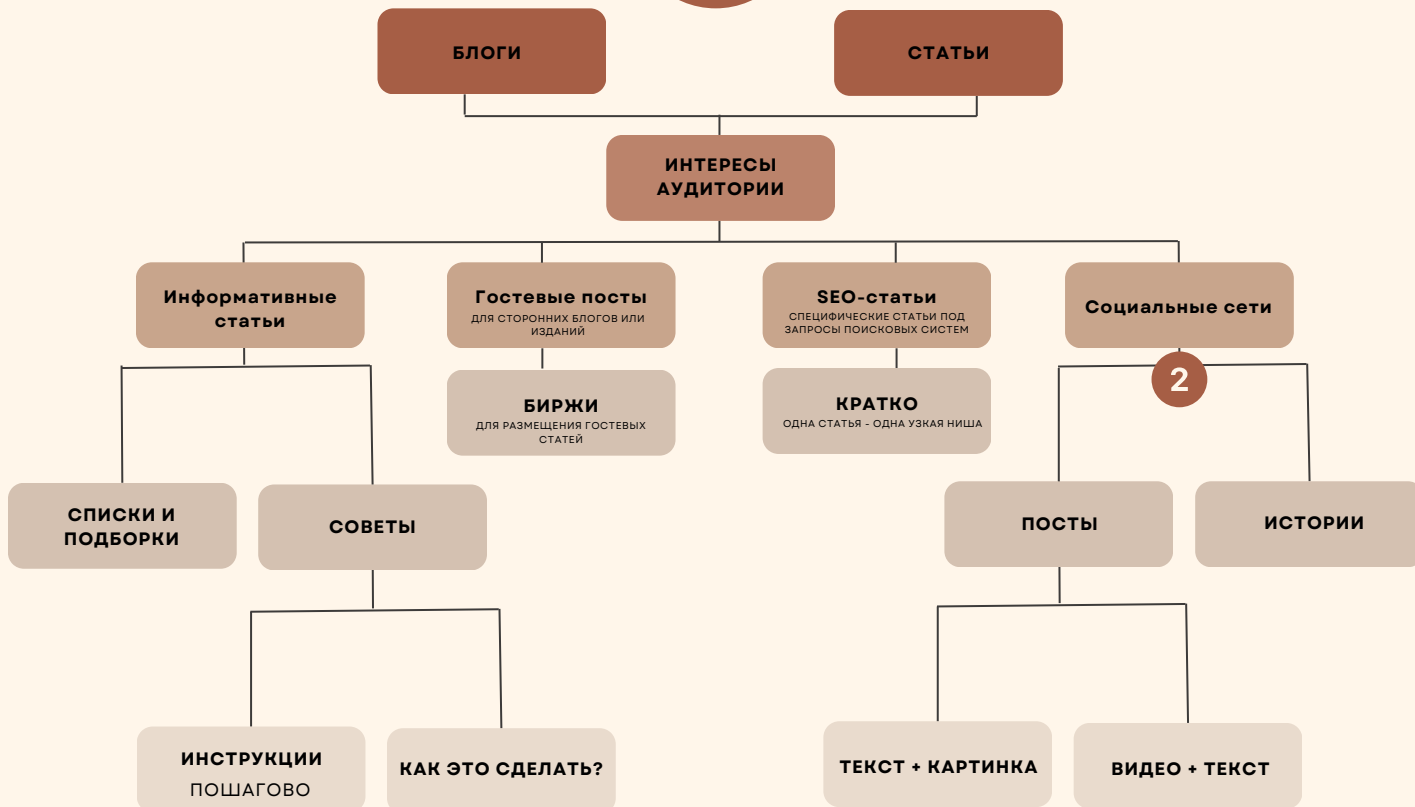 БЛОГИ
СТАТЬИ
ИНТЕРЕСЫ
АУДИТОРИИ
Информативные
статьи
Гостевые посты
ДЛЯ СТОРОННИХ БЛОГОВ ИЛИ
ИЗДАНИЙ
SEO-статьи
СПЕЦИФИЧЕСКИЕ СТАТЬИ ПОД
ЗАПРОСЫ ПОИСКОВЫХ СИСТЕМ
Социальные сети
2
БИРЖИ
ДЛЯ РАЗМЕЩЕНИЯ ГОСТЕВЫХ
СТАТЕЙ
КРАТКО
ОДНА СТАТЬЯ - ОДНА УЗКАЯ НИША
СПИСКИ И
ПОДБОРКИ
СОВЕТЫ
ПОСТЫ
ИСТОРИИ
ИНСТРУКЦИИ
ПОШАГОВО
КАК ЭТО СДЕЛАТЬ?
ТЕКСТ + КАРТИНКА
ВИДЕО + ТЕКСТ